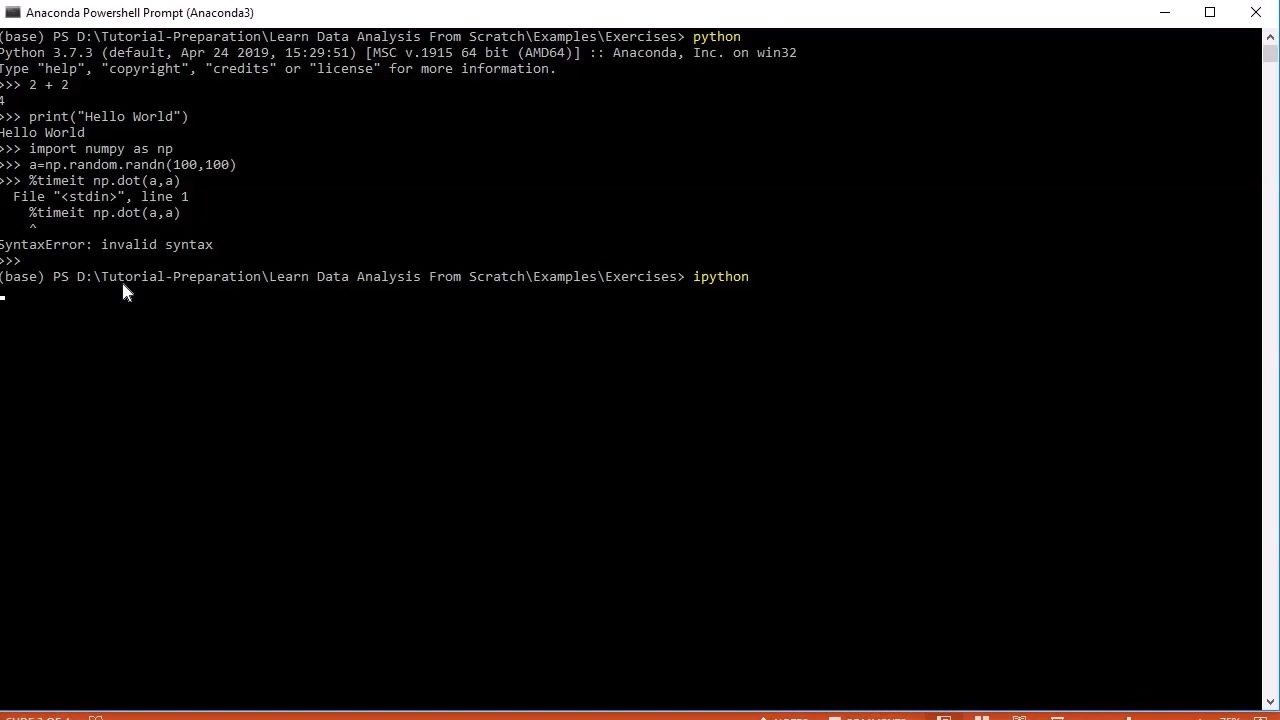 Anaconda Powershell Prompt (Anaconda3)
(base) PS D:\Tutorial-Preparation\Learn Data Analysis From Scratch\Examples\Exercises> python
Python 3.7.3 (default, Apr 24 2019, 15:29:51) [MSC v.1915 64 bit (AMD64)] :: Anaconda, Inc. on win32
Type "help", "copyright", "credits" or "license" for more information.
>>> 2 + 2
4
>>> print("Hello World")
Hello World
>>> import numpy as np
>>> a=np.random.randn(100,100)
>>> %timeit np.dot(a,a)
  File "<stdin>", line 1
    %timeit np.dot(a,a)
    ^
SyntaxError: invalid syntax
>>>
(base) PS D:\Tutorial-Preparation\Learn Data Analysis From Scratch\Examples\Exercises> ipython